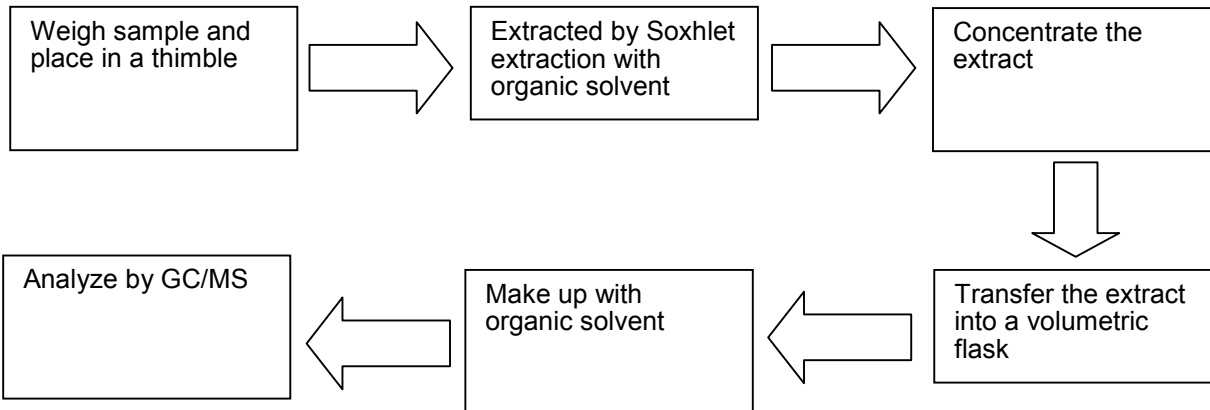 Weigh sample and
place in a thimble
Extracted by Soxhlet
extraction with
organic solvent
Concentrate the
extract
Transfer the extract
into a volumetric
flask
Make up with
organic solvent
Analyze by GC/MS